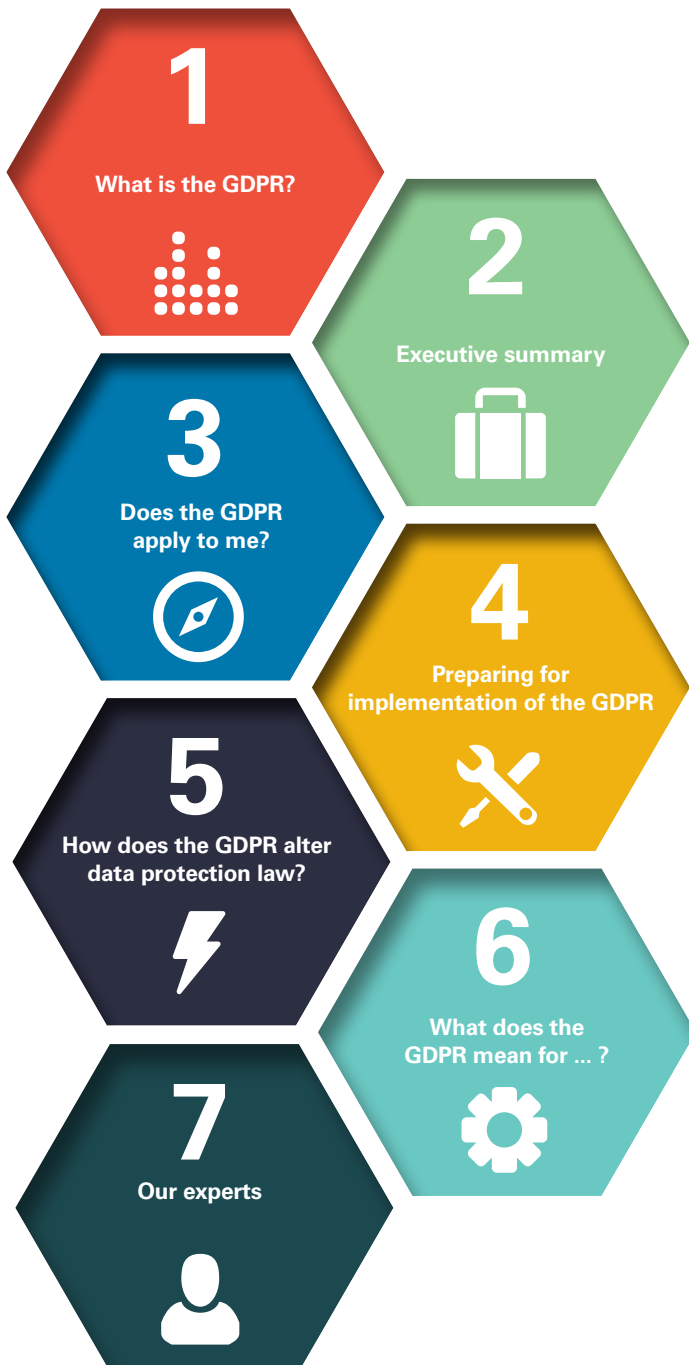 1
What is the GDPR?
2
Executive summary
3
Does the GDPR
apply to me?
4
Preparing for
implementation of the GDPR
5
How does the GDPR alter
data protection law?
6
What does the
GDPR mean for ... ?
7
Our experts